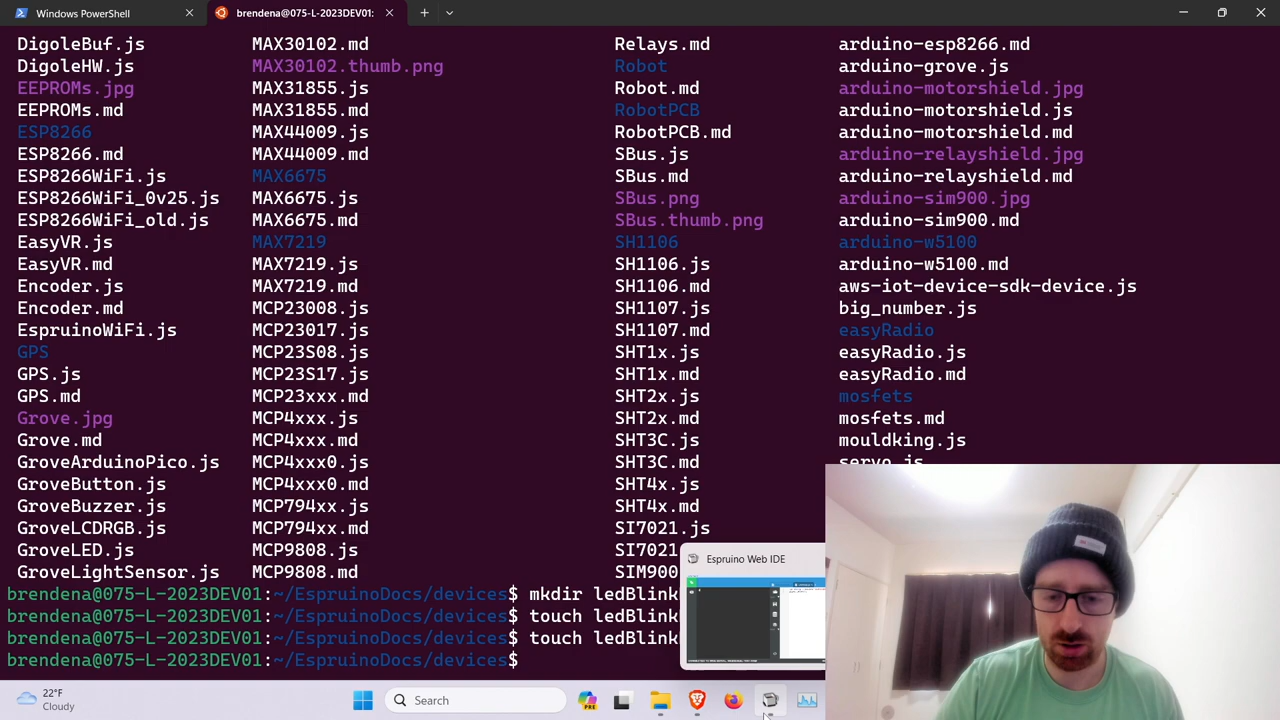 Windows PowerShell
brendena@075-L-2023DEV01:
DigoleBuf.js MAX30102.md Relays.md arduino-esp8266.md
DigoleHW.js MAX30102.thumb.png Robot arduino-grove.js
EEPROMs.jpg MAX31855.js Robot.md arduino-motorshield.jpg
EEPROMs.md MAX31855.md RobotPCB arduino-motorshield.js
ESP8266 MAX44009.js RobotPCB.md arduino-motorshield.md
ESP8266.md MAX44009.md SBus.js arduino-relayshield.jpg
ESP8266WiFi.js MAX6675 SBus.md arduino-relayshield.md
ESP8266WiFi_0v25.js MAX6675.js SBus.png arduino-sim900.jpg
ESP8266WiFi_old.js MAX6675.md SBus.thumb.png arduino-sim900.md
EasyVR.js MAX7219 SH1106 arduino-w5100
EasyVR.md MAX7219.js SH1106.js arduino-w5100.md
Encoder.js MAX7219.md SH1106.md aws-iot-device-sdk-device.js
Encoder.md MCP23008.js SH1107.js big_number.js
EspruinoWiFi.js MCP23017.js SH1107.md easyRadio
GPS MCP23S08.js SHT1x.js easyRadio.js
GPS.js MCP23S17.js SHT1x.md easyRadio.md
GPS.md MCP23xxx.md SHT2x.js mosfets
Grove.jpg MCP4xxx.js SHT2x.md mosfets.md
Grove.md MCP4xxx.md SHT3C.js mouldking.js
GroveArduinoPico.js MCP4xxx0.js SHT3C.md servo.js
GroveButton.js MCP4xxx0.md SHT4x.js
GroveBuzzer.js MCP794xx.js SHT4x.md
GroveLCDRGB.js MCP794xx.md SI7021.js
GroveLED.js MCP9808.js SI7021
GroveLightSensor.js MCP9808.md SIM900
brendena@075-L-2023DEV01:~/EspruinoDocs/devices$ mkdir ledBlink
brendena@075-L-2023DEV01:~/EspruinoDocs/devices$ touch ledBlink
brendena@075-L-2023DEV01:~/EspruinoDocs/devices$ touch ledBlink
brendena@075-L-2023DEV01:~/EspruinoDocs/devices$
Espruino Web IDE
22°F
Cloudy
Search
PRE